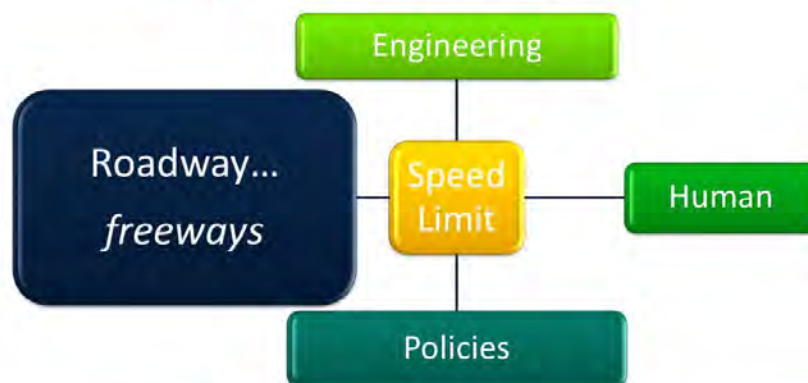 Engineering
Roadway...
freeways
Speed
Limit
Human
Policies